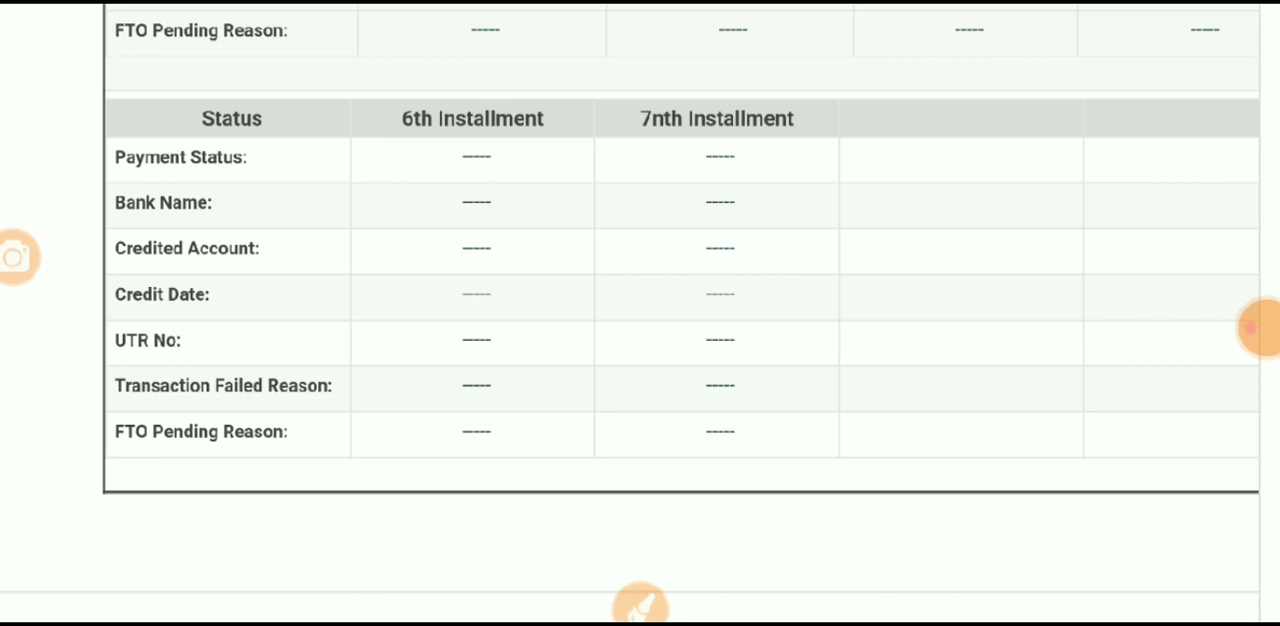 FTO Pending Reason: ----- ----- ----- -----
Status 6th Installment 7nth Installment
Payment Status: ----- -----
Bank Name: ----- -----
Credited Account: ----- -----
Credit Date: ----- -----
UTR No: ----- -----
Transaction Failed Reason: ----- -----
FTO Pending Reason: ----- -----